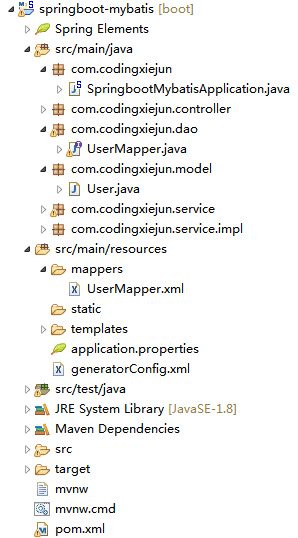 springboot-mybatis [boot]
Spring Elements
src/main/java
com.codingxiejun
SpringbootMybatisApplication.java
com.codingxiejun.controller
com.codingxiejun.dao
UserMapper.java
com.codingxiejun.model
User.java
com.codingxiejun.service
com.codingxiejun.service.impl
src/main/resources
mappers
UserMapper.xml
static
templates
application.properties
generatorConfig.xml
src/test/java
JRE System Library [JavaSE-1.8]
Maven Dependencies
src
target
mvnw
mvnw.cmd
pom.xml